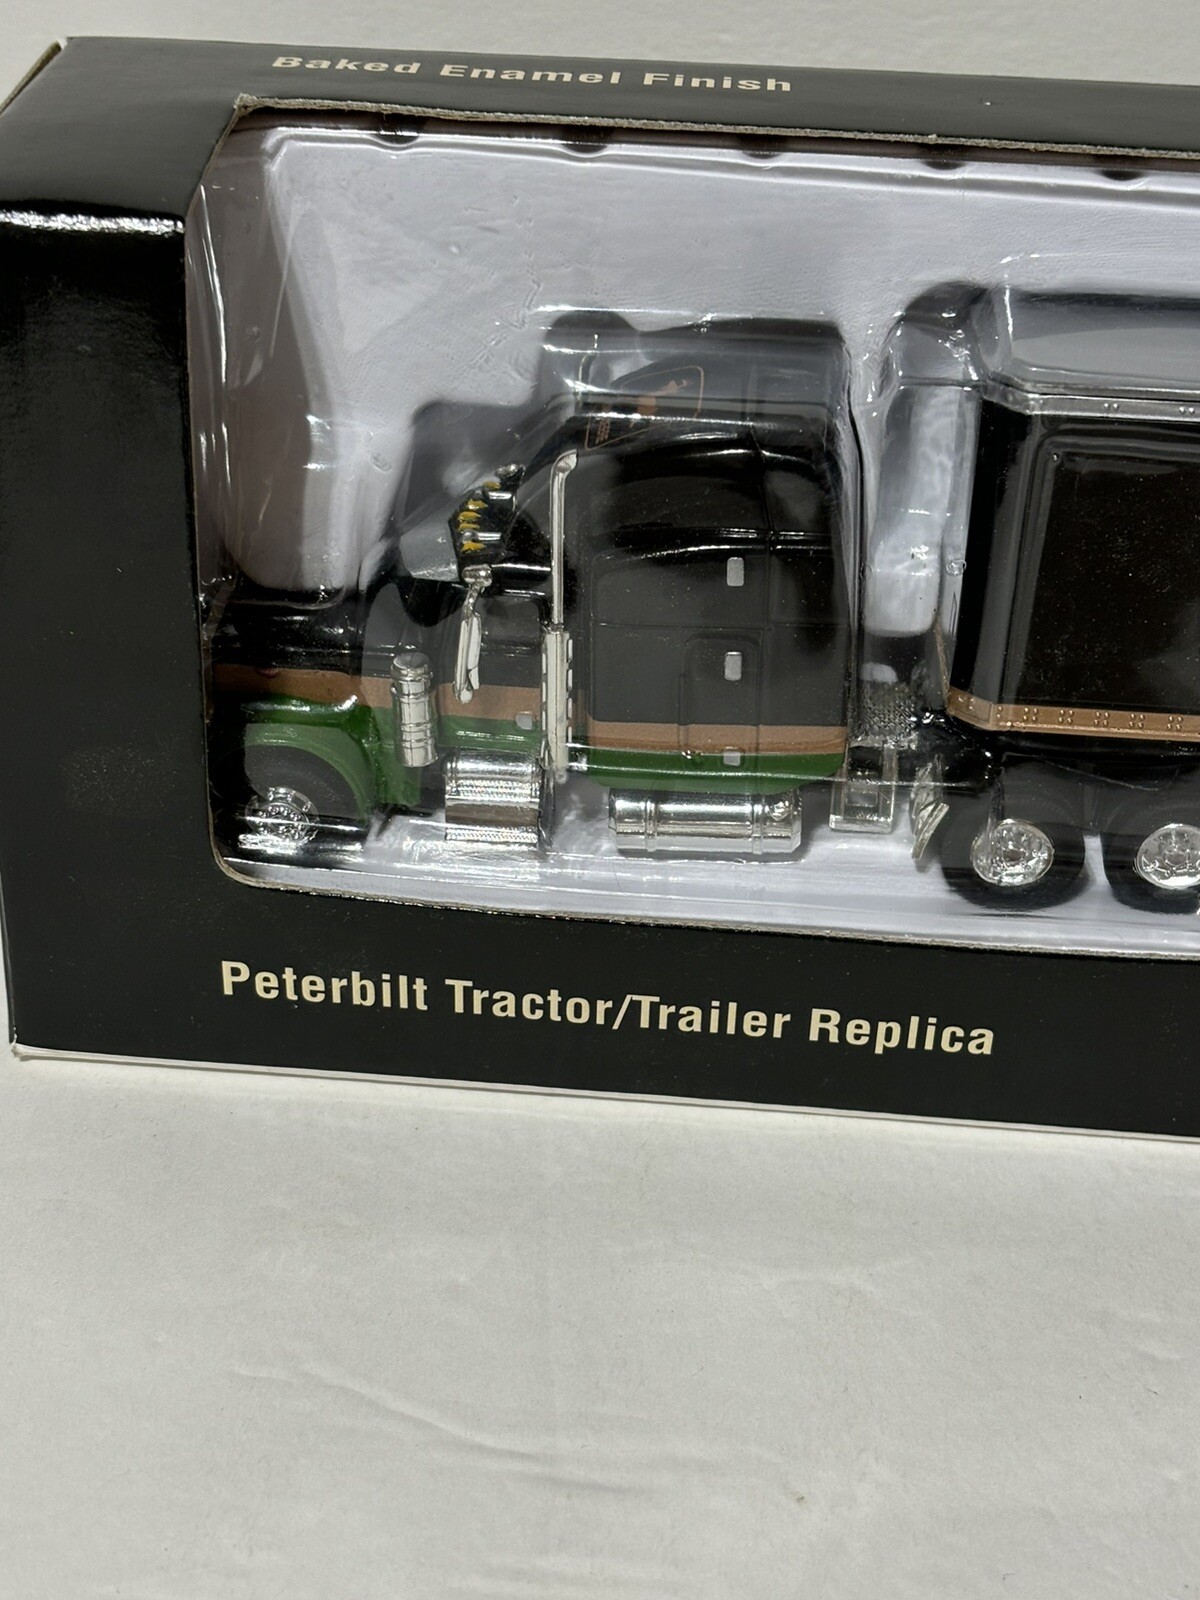 Baked Enamel Finish
Peterbilt Tractor/Trailer Replica